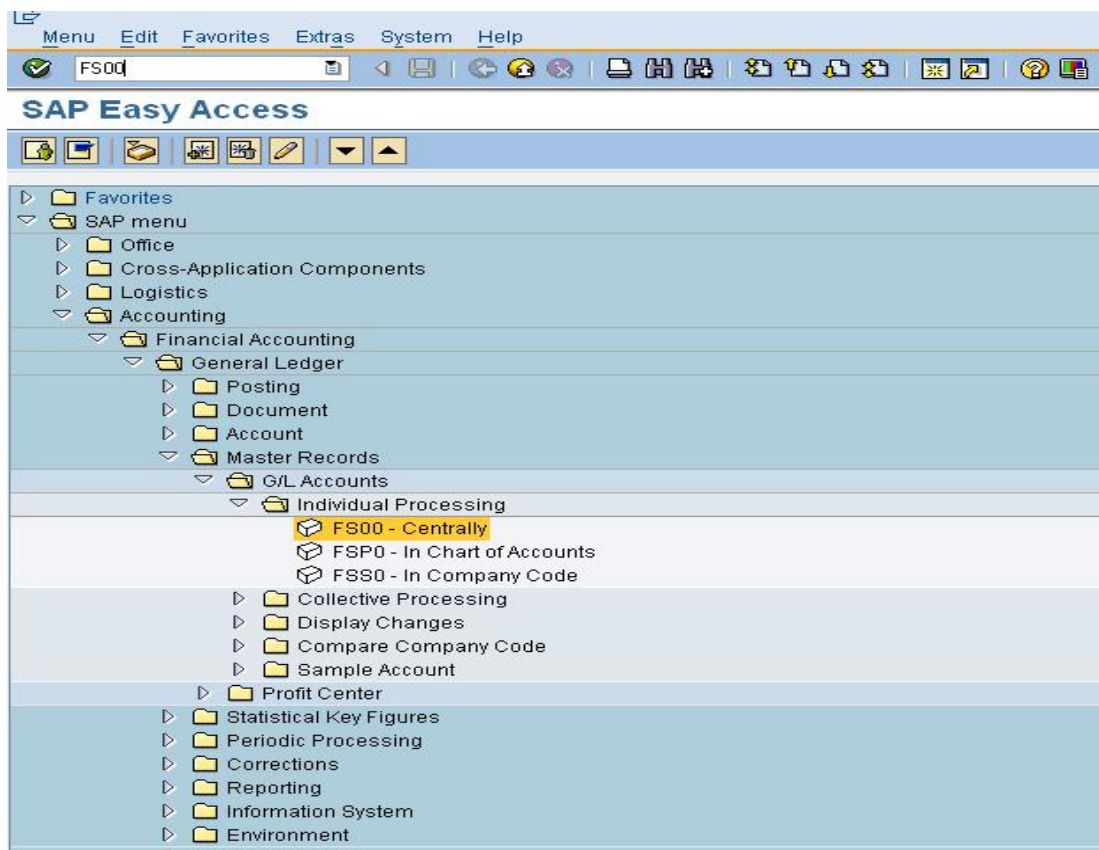 Menu Edit Favorites Extras System Help
FS00
SAP Easy Access
Favorites
SAP menu
Office
Cross-Application Components
Logistics
Accounting
Financial Accounting
General Ledger
Posting
Document
Account
Master Records
G/L Accounts
Individual Processing
FS00 - Centrally
FSP0 - In Chart of Accounts
FSS0 - In Company Code
Collective Processing
Display Changes
Compare Company Code
Sample Account
Profit Center
Statistical Key Figures
Periodic Processing
Corrections
Reporting
Information System
Environment